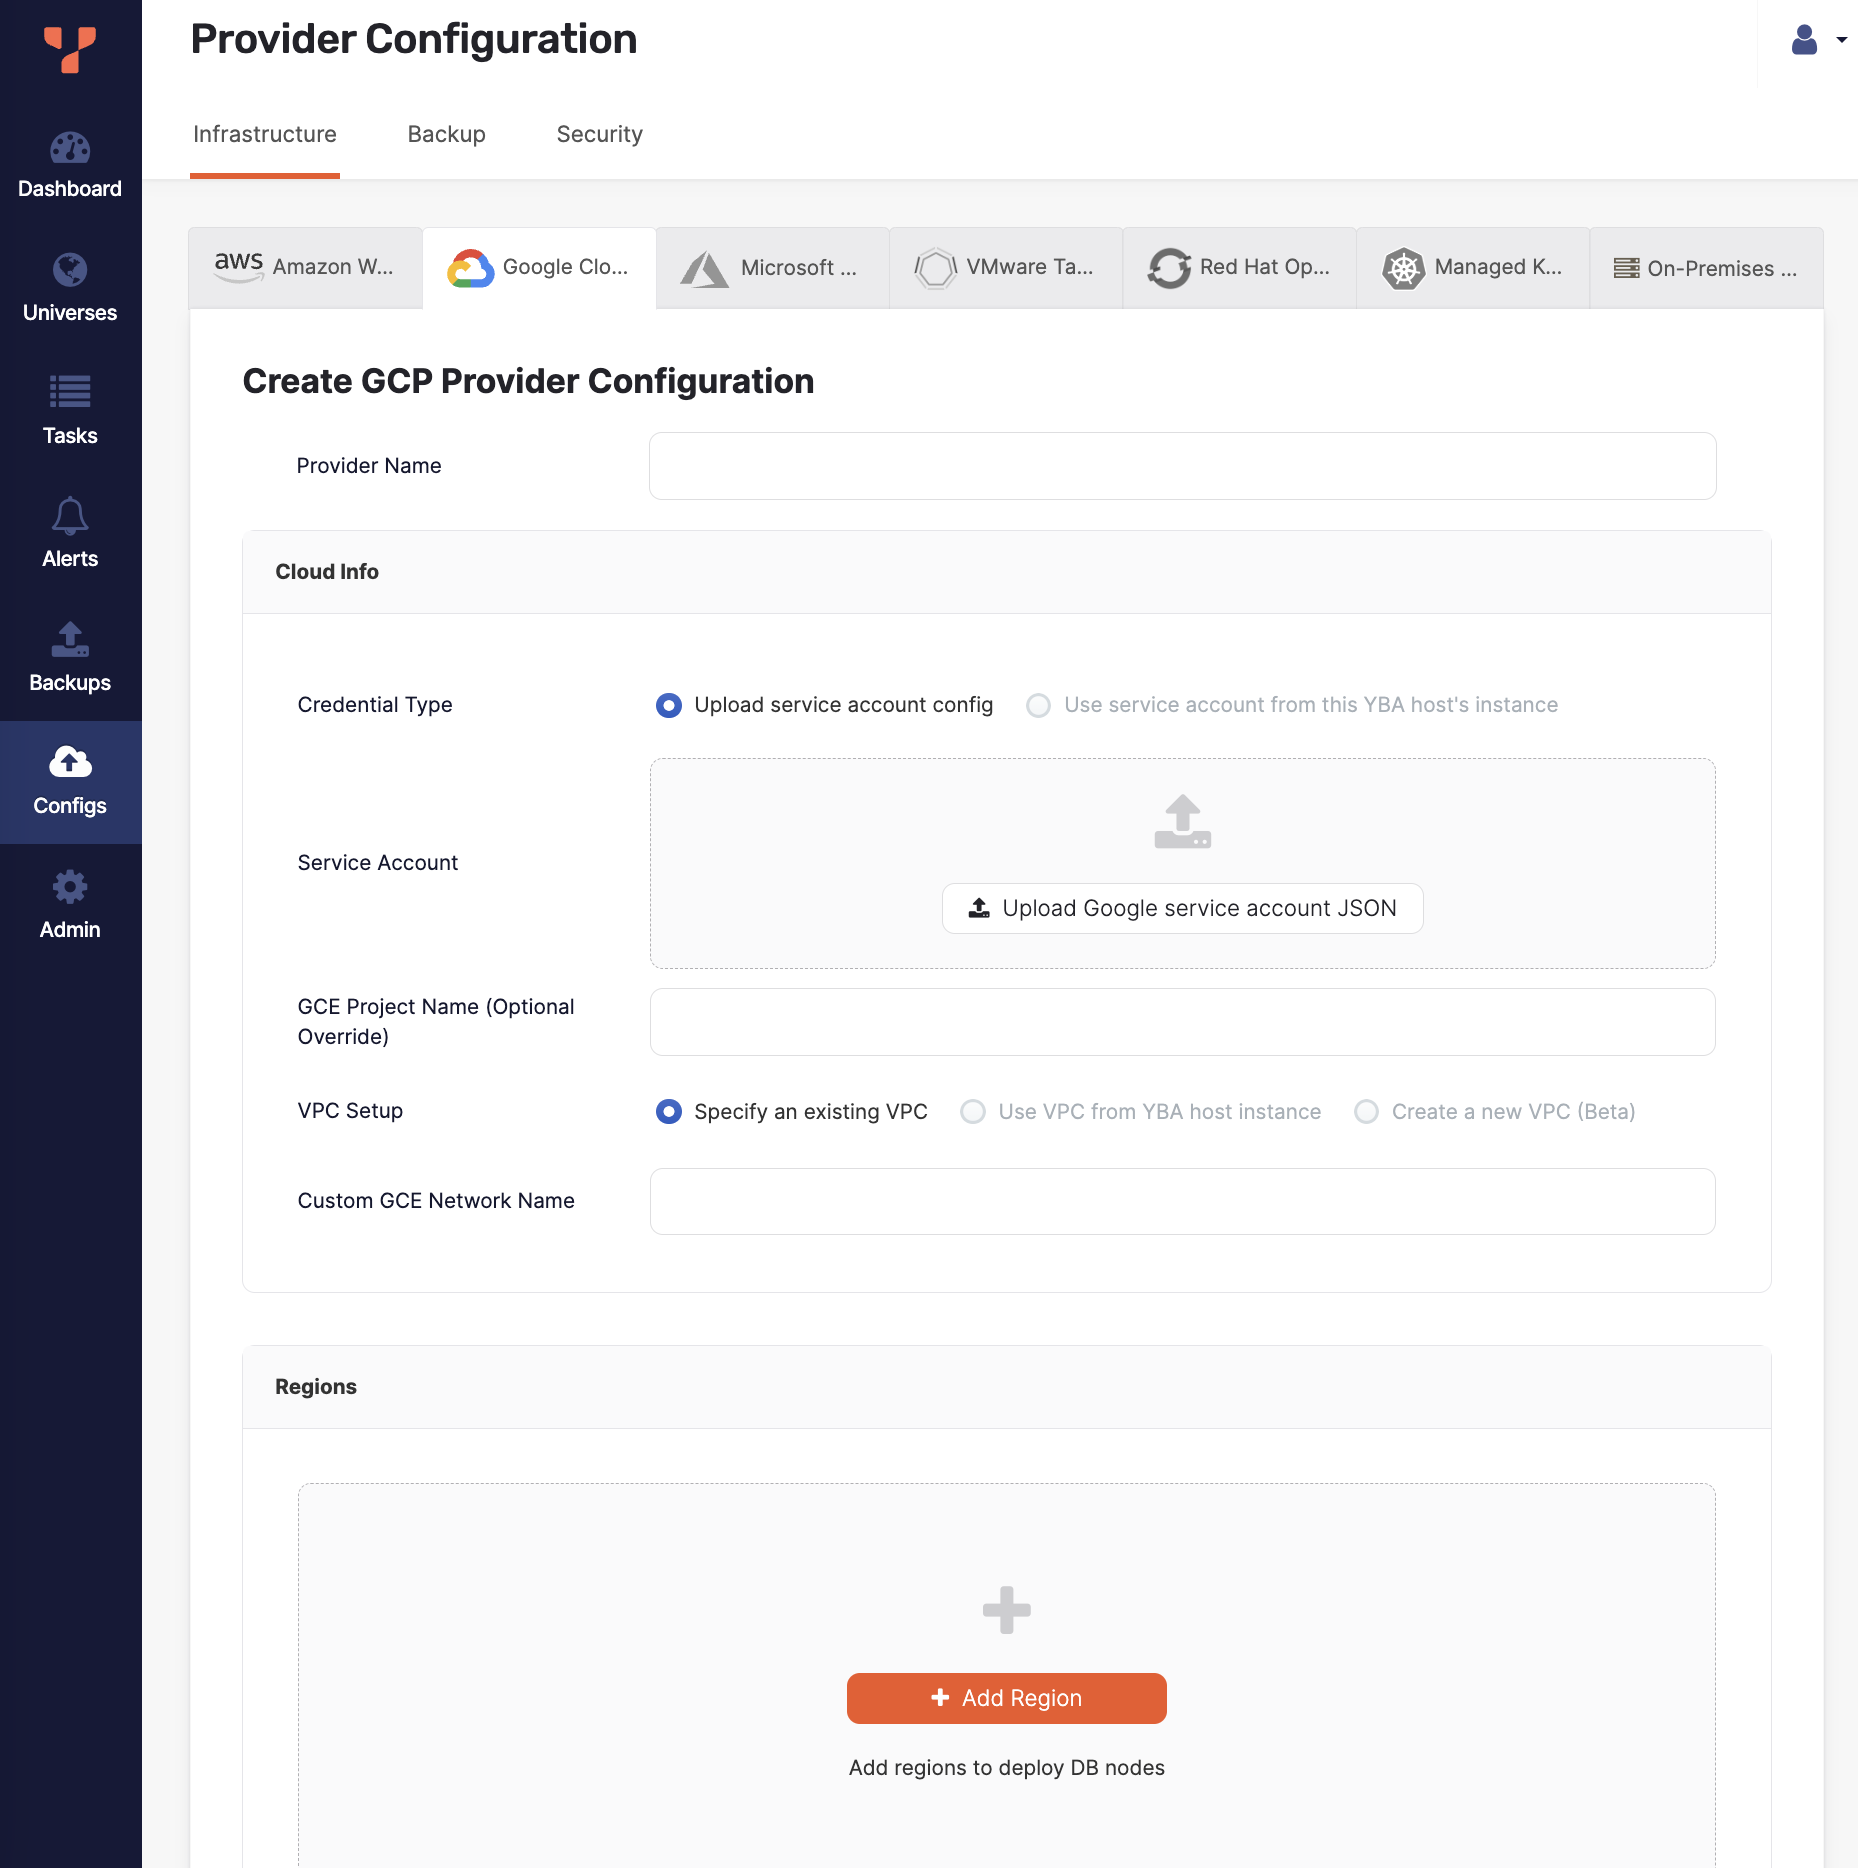 Provider Configuration
Infrastructure
Backup
Security
Dashboard
Universes
Tasks
Alerts
Backups
Configs
Admin
aws Amazon W...
Google Clo...
Microsoft ...
VMware Ta...
Red Hat Op...
Managed K...
On-Premises ...
Create GCP Provider Configuration
Provider Name
Cloud Info
Credential Type
Upload service account config
Use service account from this YBA host's instance
Service Account
Upload Google service account JSON
GCE Project Name (Optional
Override)
VPC Setup
Specify an existing VPC
Use VPC from YBA host instance
Create a new VPC (Beta)
Custom GCE Network Name
Regions
Add Region
Add regions to deploy DB nodes